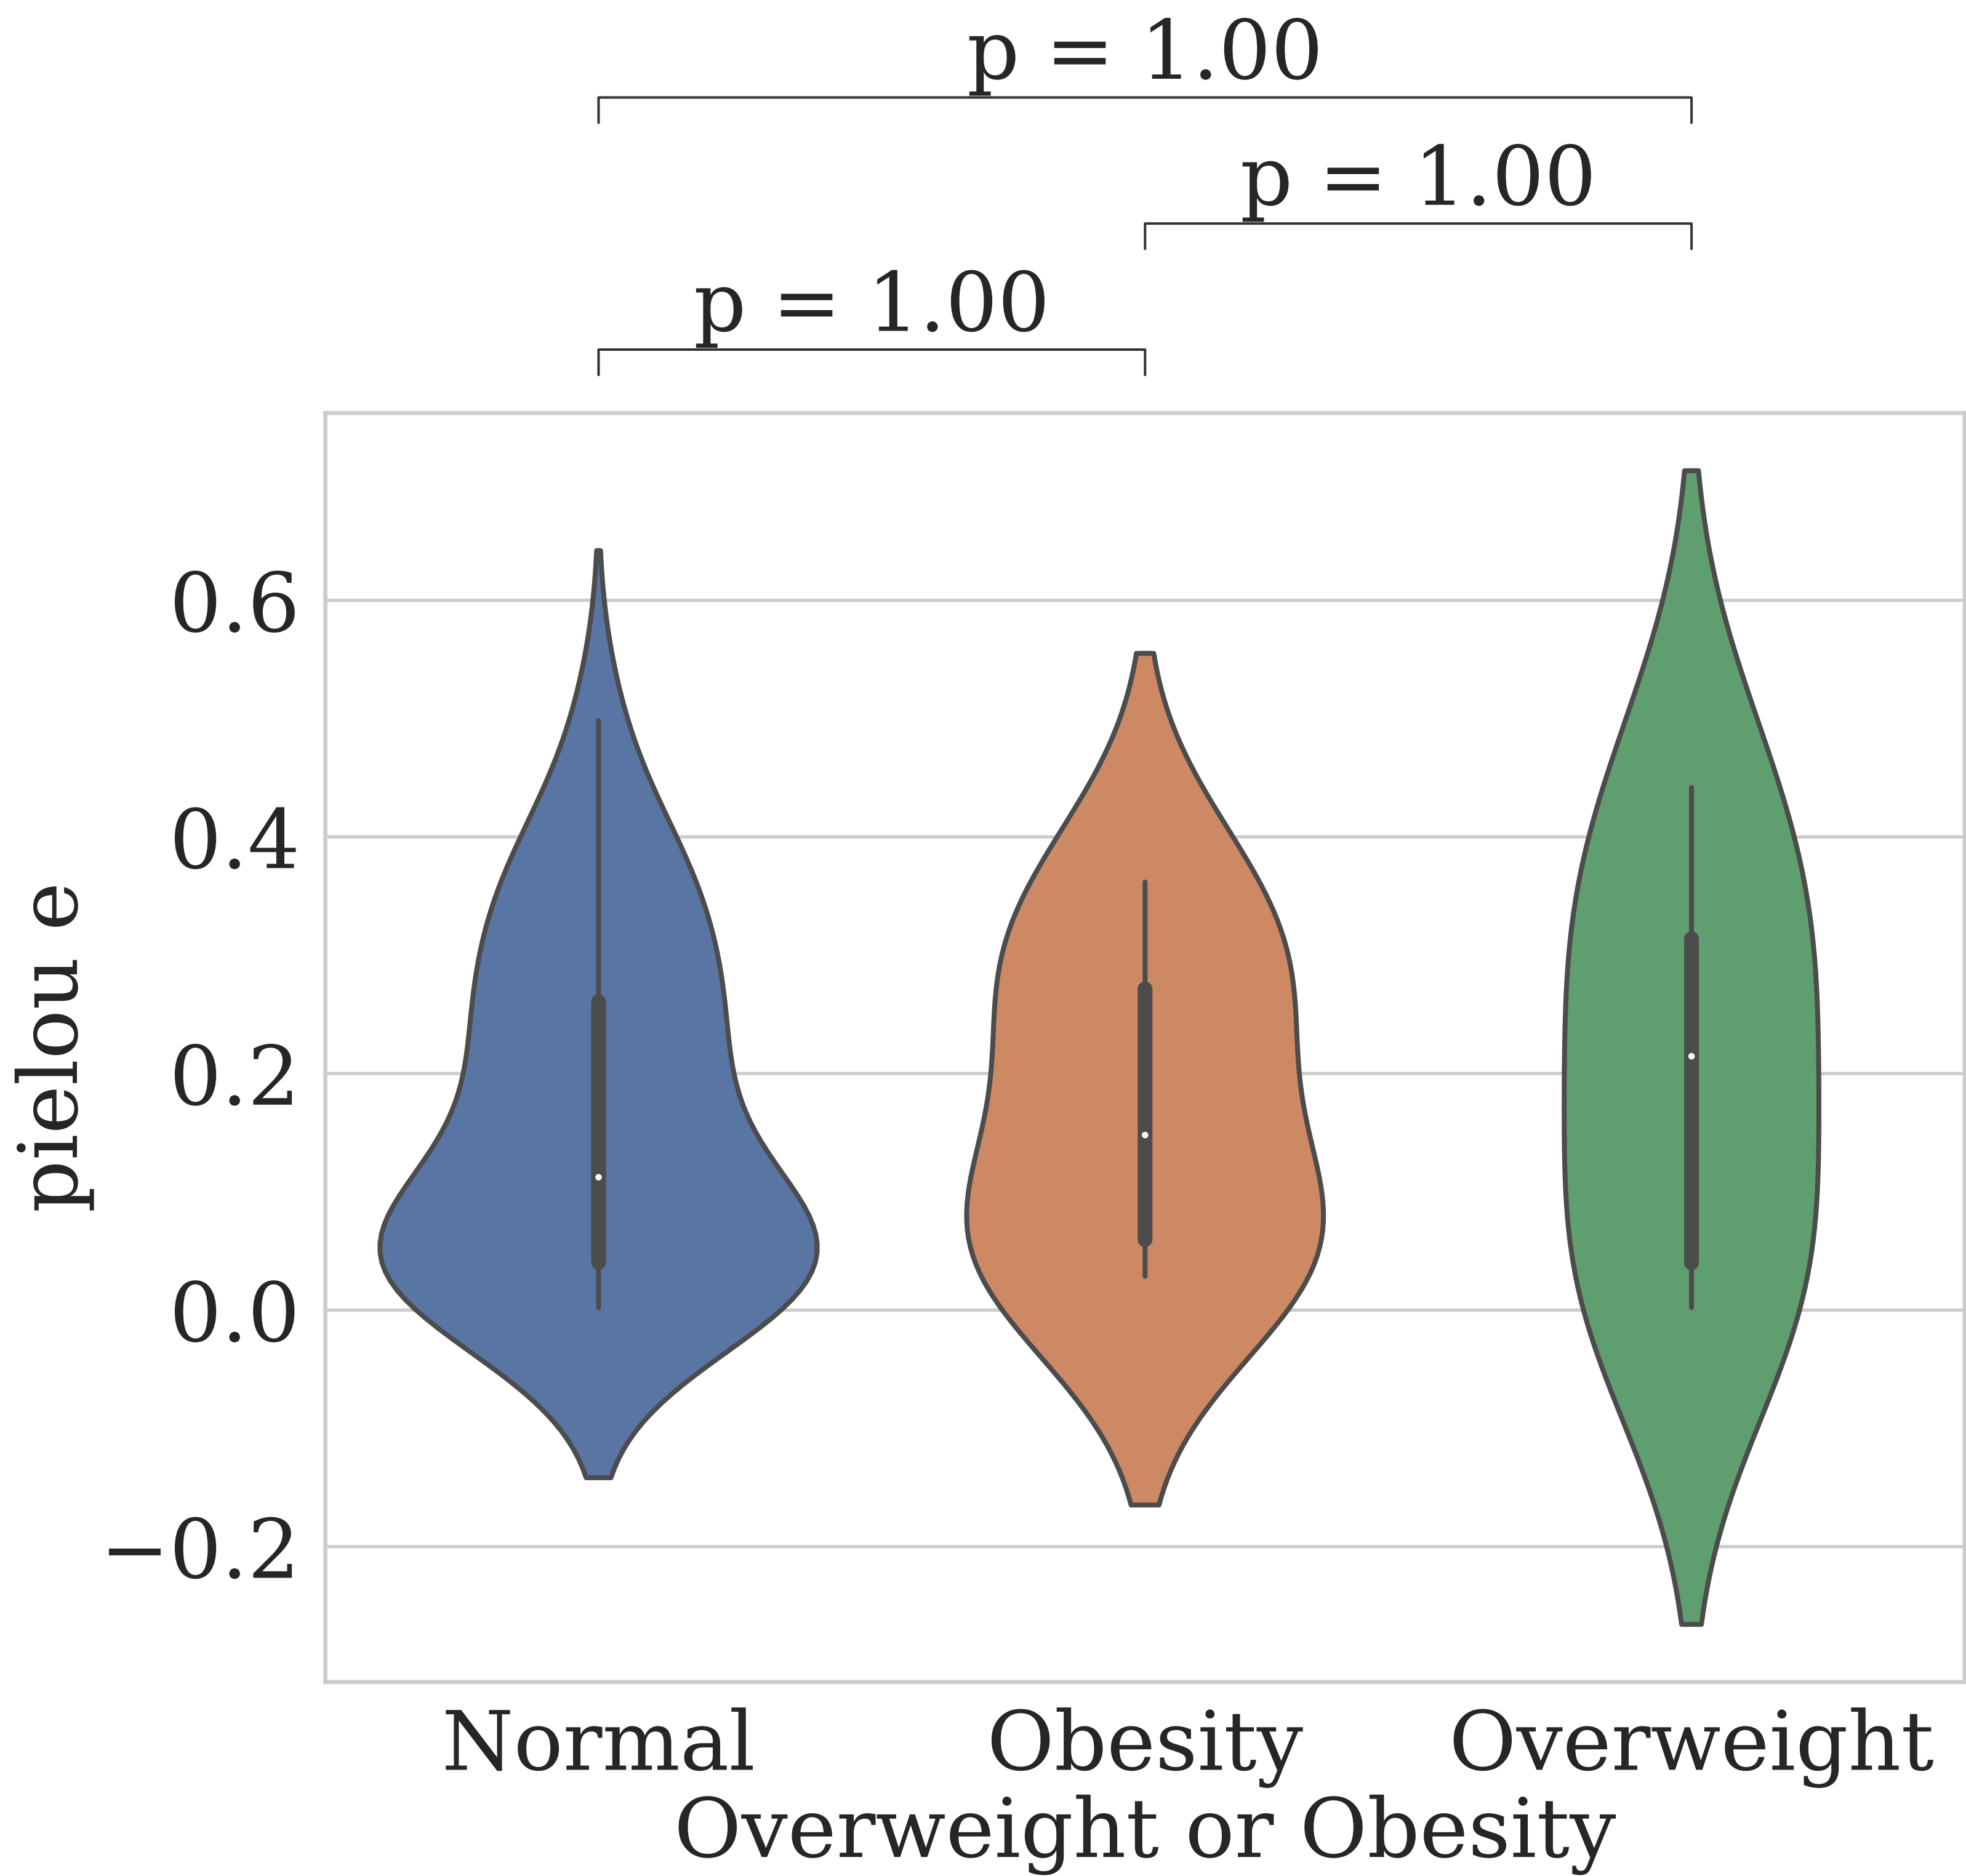 p = 1.00
p = 1.00
p = 1.00
0.6
0.4
0.2
0.0
−0.2
pielou e
Normal Obesity Overweight
Overweight or Obesity